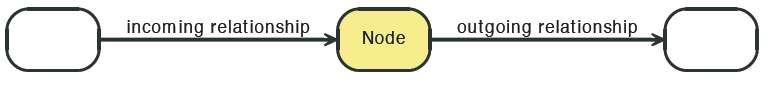 incoming relationship
Node
outgoing relationship